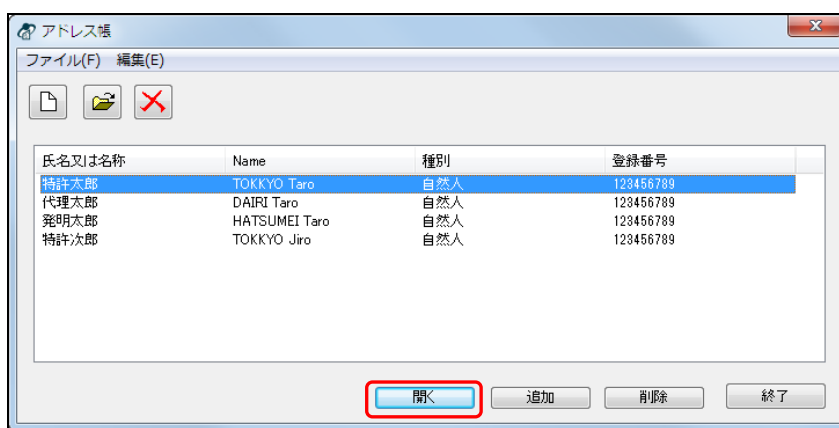 アドレス帳
ファイル(F) 編集(E)
氏名又は名称 Name 種別 登録番号
特許太郎 TOKKYO Taro 自然人 123456789
代理太郎 DAIRI Taro 自然人 123456789
発明太郎 HATSUMEI Taro 自然人 123456789
特許次郎 TOKKYO Jiro 自然人 123456789
開く 追加 削除 終了